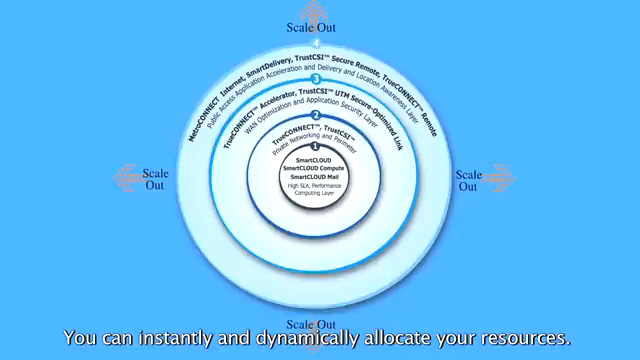 Scale Out
4
MetroCONNECT Internet, SmartDelivery, TrustCSI™ Secure Remote, TrueCONNECT™ Remote
Public Access Application Acceleration and Delivery and Location Awareness Layer
3
TrueCONNECT™ Accelerator, TrustCSI™ UTM Secure-Optimized Link
WAN Optimization and Application Security Layer
2
TrueCONNECT™, TrustCSI™
Private Networking and Perimeter
1
SmartCLOUD
SmartCLOUD Compute
SmartCLOUD Mail
High SLA, Performance
Computing Layer
Scale
Out
Scale
Out
Scale Out
You can instantly and dynamically allocate your resources.